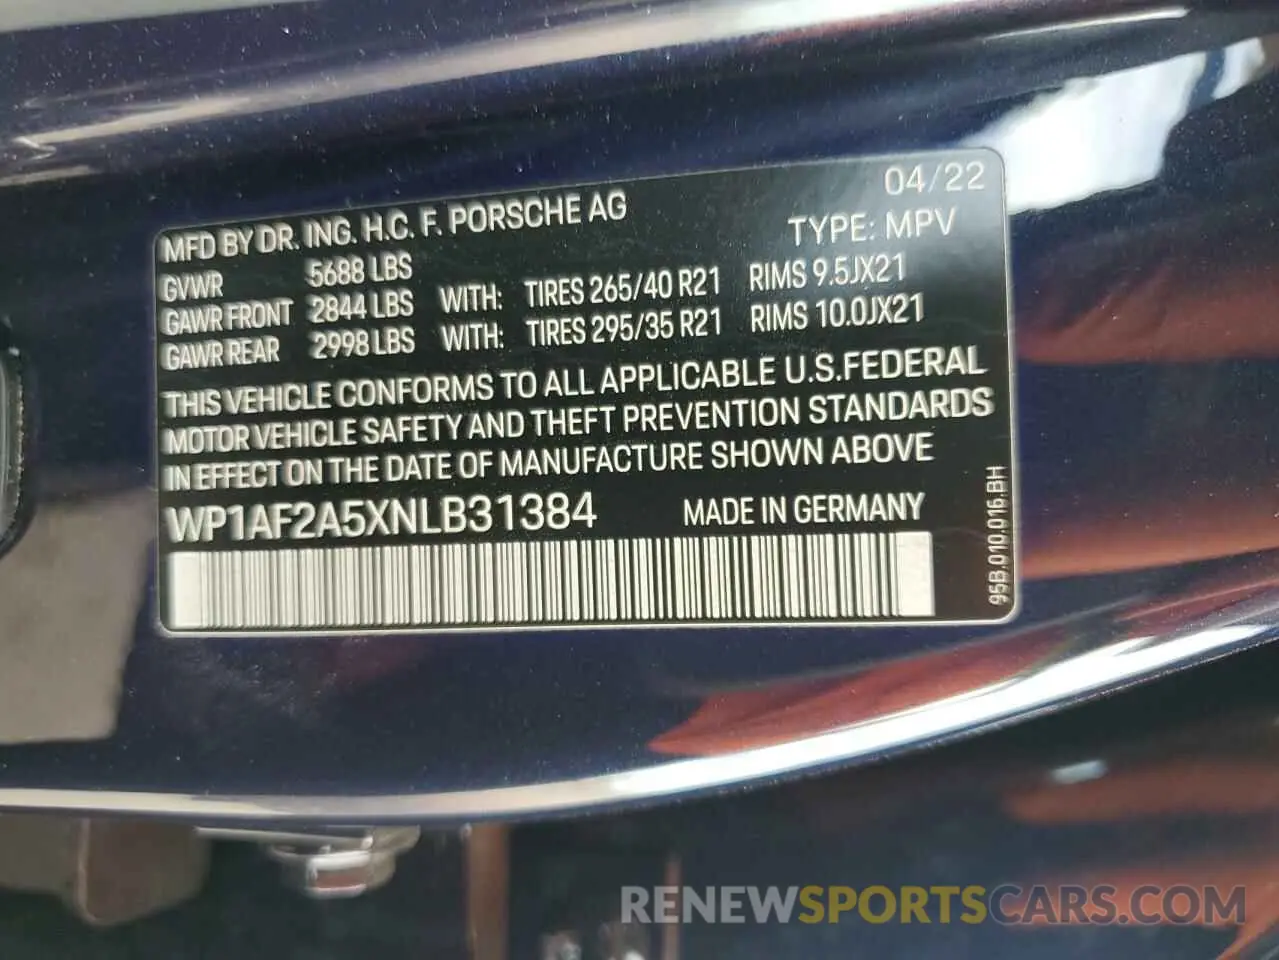 04/22
MFD BY DR. ING. H.C. F. PORSCHE AG
TYPE: MPV
GVWR 5688 LBS
GAWR FRONT 2844 LBS WITH: TIRES 265/40 R21 RIMS 9.5JX21
GAWR REAR 2998 LBS WITH: TIRES 295/35 R21 RIMS 10.0JX21
THIS VEHICLE CONFORMS TO ALL APPLICABLE U.S.FEDERAL
MOTOR VEHICLE SAFETY AND THEFT PREVENTION STANDARDS
IN EFFECT ON THE DATE OF MANUFACTURE SHOWN ABOVE
WP1AF2A5XNLB31384 MADE IN GERMANY
95B.010.016.BH
RENEWSPORTSCARS.COM